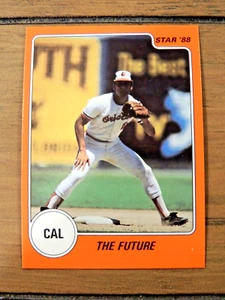 STAR '88
TH
The Best
Orioles
CAL
THE FUTURE